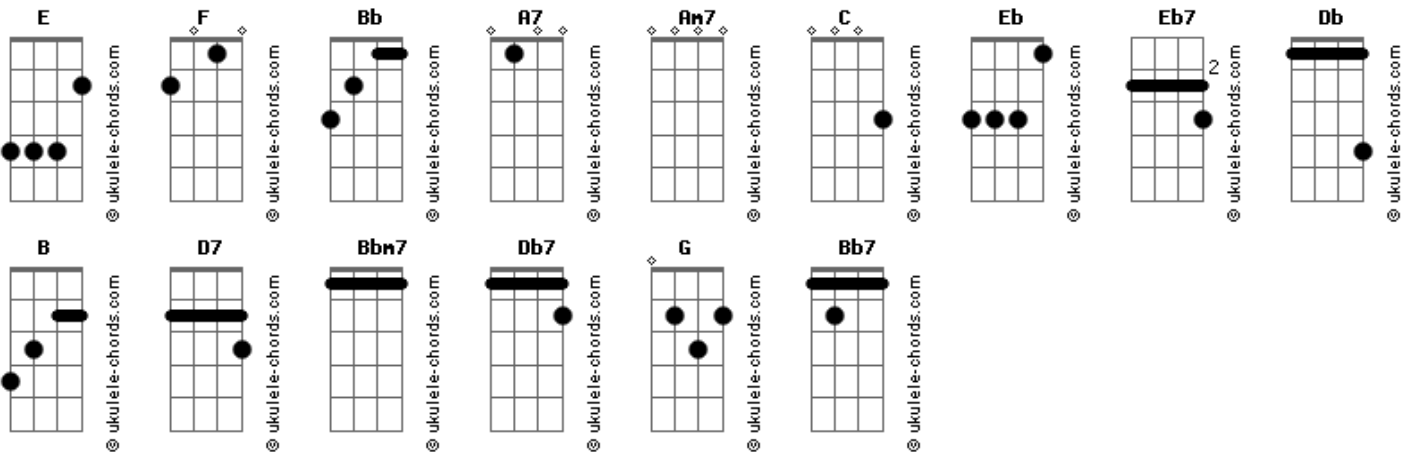 E F Bb A7 Am7 C Eb Eb7 Db
2
© ukulele-chords.com © ukulele-chords.com © ukulele-chords.com © ukulele-chords.com © ukulele-chords.com © ukulele-chords.com © ukulele-chords.com © ukulele-chords.com © ukulele-chords.com
B D7 Bbm7 Db7 G Bb7
© ukulele-chords.com © ukulele-chords.com © ukulele-chords.com © ukulele-chords.com © ukulele-chords.com © ukulele-chords.com